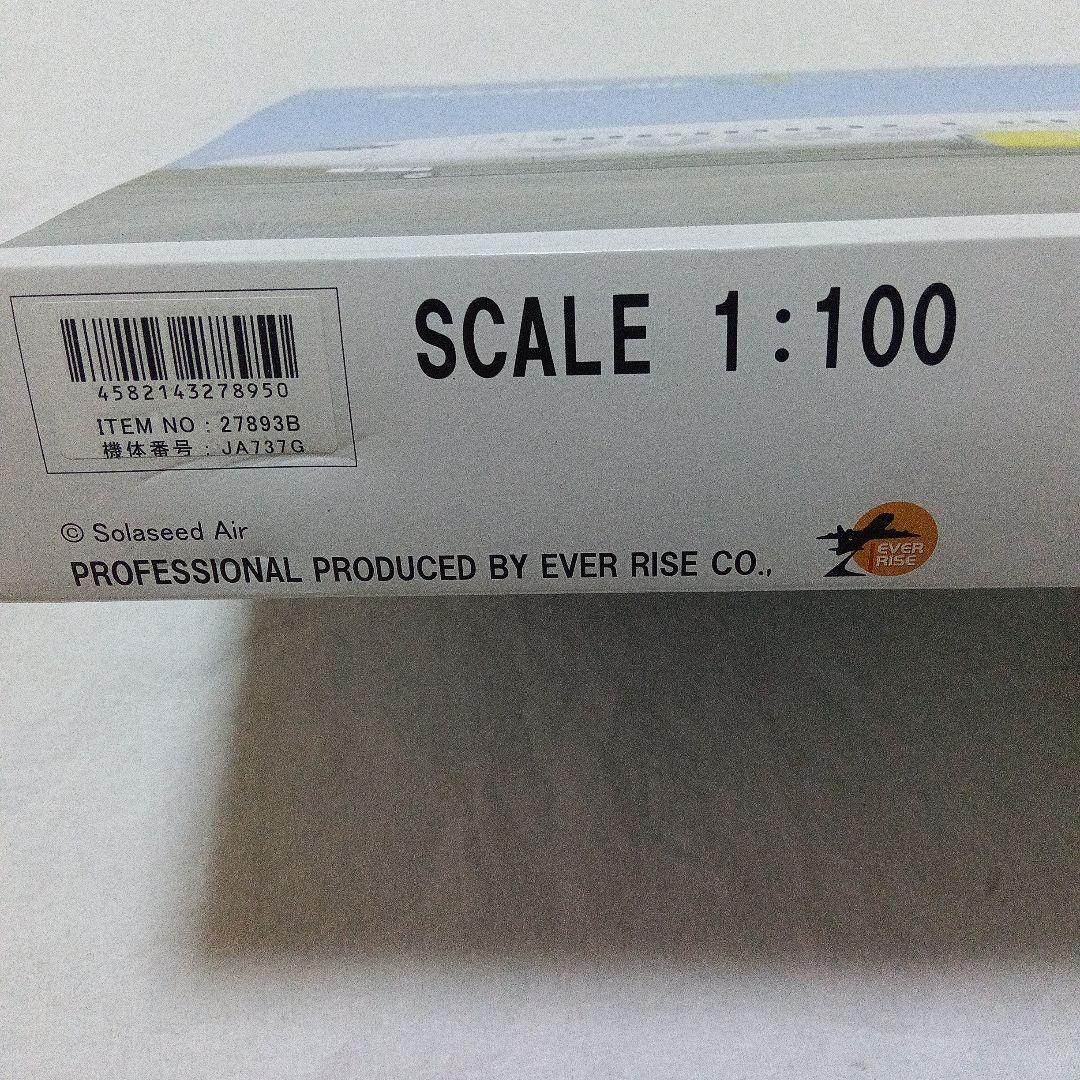 4582143278950
ITEM NO : 27893B
機体番号 : JA737G
SCALE 1:100
© Solaseed Air
PROFESSIONAL PRODUCED BY EVER RISE CO.,
EVER
RISE